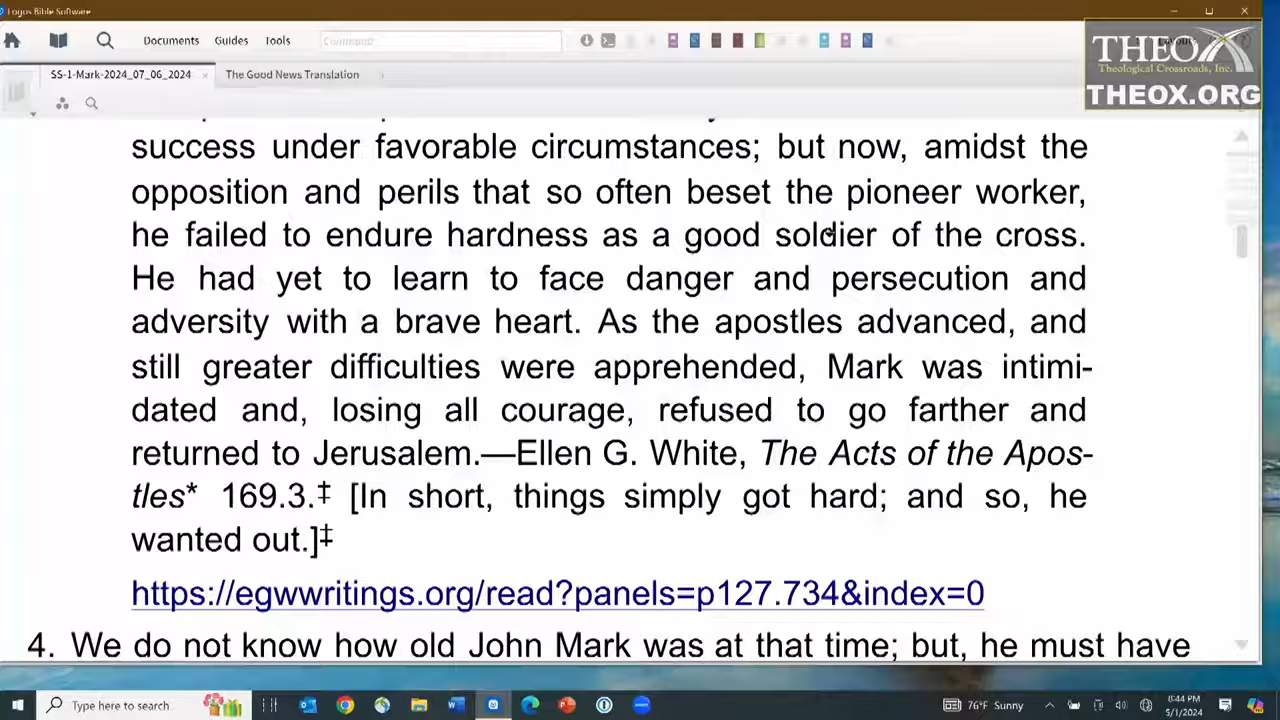 Logos Bible Software
Documents Guides Tools Command
THEOX
Theological Crossroads, Inc.
THEOX.ORG
SS-1-Mark-2024_07_06_2024 The Good News Translation
success under favorable circumstances; but now, amidst the
opposition and perils that so often beset the pioneer worker,
he failed to endure hardness as a good soldier of the cross.
He had yet to learn to face danger and persecution and
adversity with a brave heart. As the apostles advanced, and
still greater difficulties were apprehended, Mark was intimi-
dated and, losing all courage, refused to go farther and
returned to Jerusalem.—Ellen G. White, The Acts of the Apos-
tles* 169.3.‡ [In short, things simply got hard; and so, he
wanted out.]‡
https://egwwritings.org/read?panels=p127.734&index=0
4. We do not know how old John Mark was at that time; but, he must have
Type here to search
76°F Sunny
8:44 PM
5/1/2024